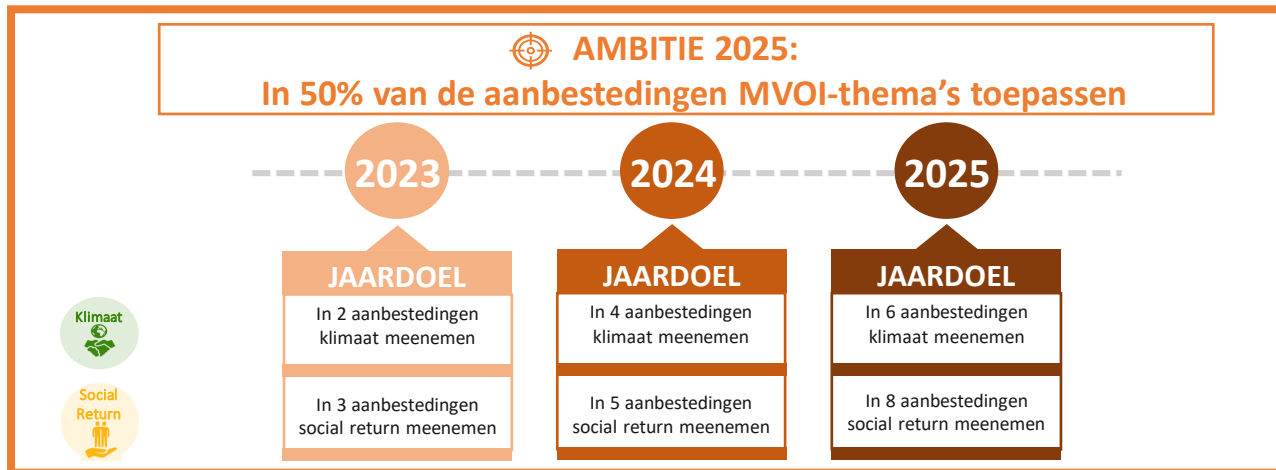 AMBITIE 2025:
In 50% van de aanbestedingen MVOI-thema's toepassen
2023
2024
2025
JAARDOEL
JAARDOEL
JAARDOEL
Klimaat
In 2 aanbestedingen
klimaat meenemen
In 4 aanbestedingen
klimaat meenemen
In 6 aanbestedingen
klimaat meenemen
Social
Return
In 3 aanbestedingen
social return meenemen
In 5 aanbestedingen
social return meenemen
In 8 aanbestedingen
social return meenemen